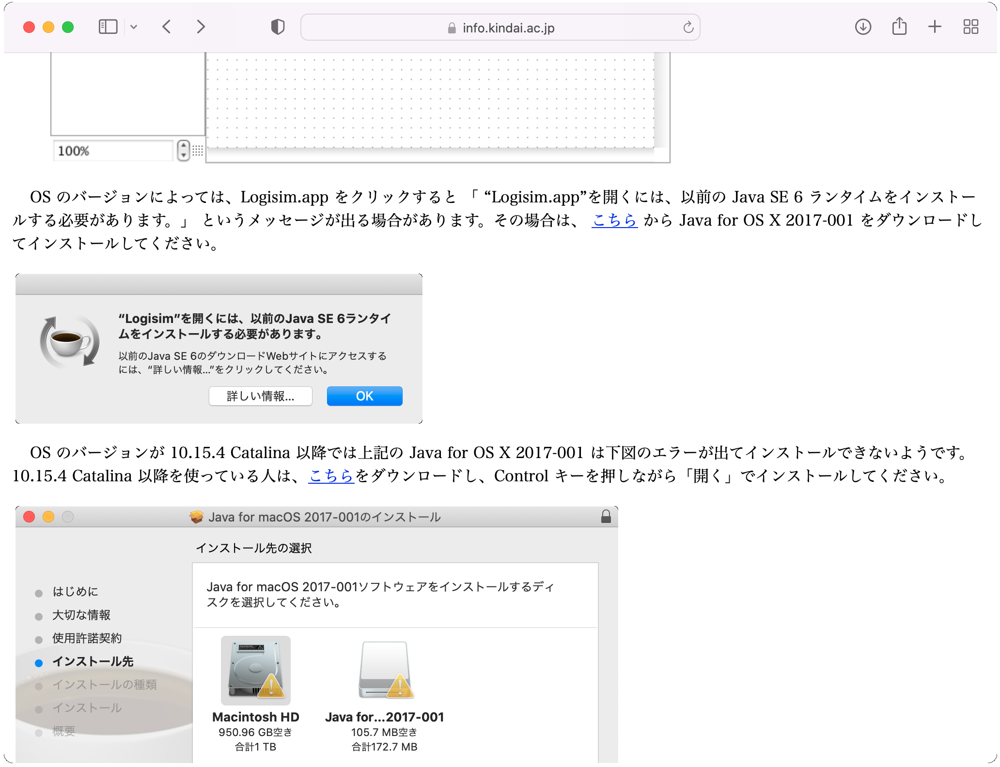 info.kindai.ac.jp
100%
OS のバージョンによっては、Logisim.app をクリックすると 「 “Logisim.app”を開くには、以前の Java SE 6 ランタイムをインストー
ルする必要があります。」 というメッセージが出る場合があります。その場合は、 こちら から Java for OS X 2017-001 をダウンロードし
てインストールしてください。
“Logisim”を開くには、以前のJava SE 6ランタイ
ムをインストールする必要があります。
以前のJava SE 6のダウンロードWebサイトにアクセスする
には、“詳しい情報...”をクリックしてください。
詳しい情報...
OK
OS のバージョンが 10.15.4 Catalina 以降では上記の Java for OS X 2017-001 は下図のエラーが出てインストールできないようです。
10.15.4 Catalina 以降を使っている人は、こちらをダウンロードし、Control キーを押しながら「開く」でインストールしてください。
Java for macOS 2017-001のインストール
インストール先の選択
はじめに
大切な情報
使用許諾契約
インストール先
インストールの種類
インストール
概要
Java for macOS 2017-001ソフトウェアをインストールするディ
スクを選択してください。
Macintosh HD
950.96 GB空き
合計1 TB
Java for...2017-001
105.7 MB空き
合計172.7 MB